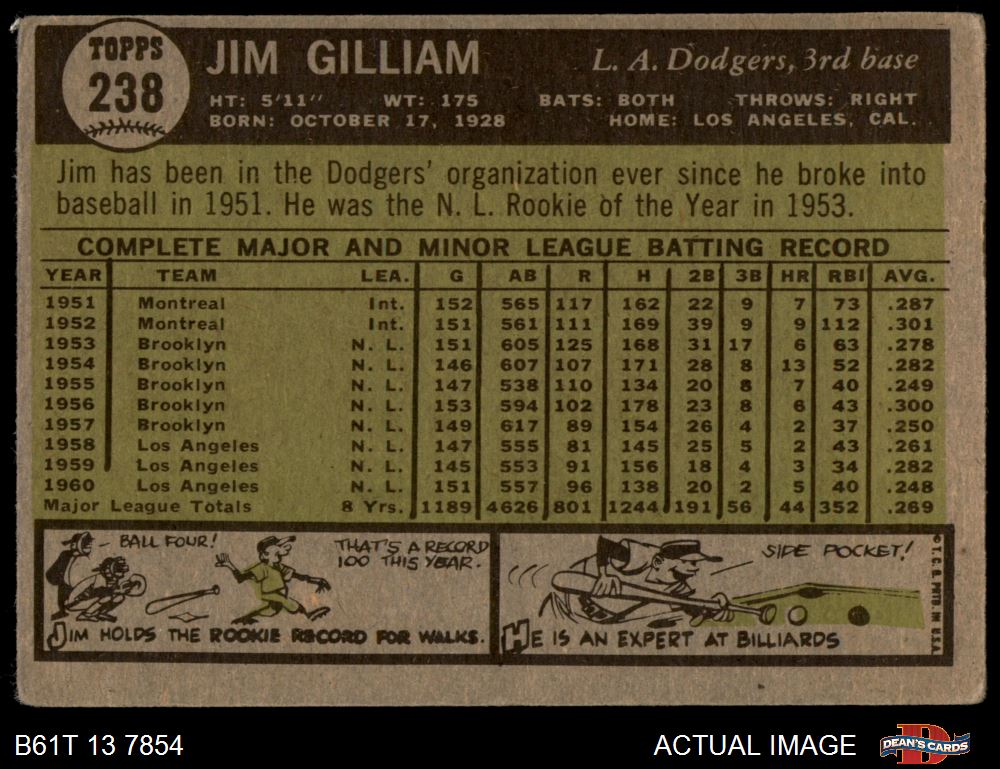 TOPPS
238
JIM GILLIAM
L. A. Dodgers, 3rd base
HT: 5'11" WT: 175 BATS: BOTH THROWS: RIGHT
BORN: OCTOBER 17, 1928 HOME: LOS ANGELES, CAL.
Jim has been in the Dodgers' organization ever since he broke into
baseball in 1951. He was the N. L. Rookie of the Year in 1953.
COMPLETE MAJOR AND MINOR LEAGUE BATTING RECORD
YEAR TEAM LEA. G AB R H 2B 3B HR RBI AVG.
1951 Montreal Int. 152 565 117 162 22 9 7 73 .287
1952 Montreal Int. 151 561 111 169 39 9 9 112 .301
1953 Brooklyn N. L. 151 605 125 168 31 17 6 63 .278
1954 Brooklyn N. L. 146 607 107 171 28 8 13 52 .282
1955 Brooklyn N. L. 147 538 110 134 20 8 7 40 .249
1956 Brooklyn N. L. 153 594 102 178 23 8 6 43 .300
1957 Brooklyn N. L. 149 617 89 154 26 4 2 37 .250
1958 Los Angeles N. L. 147 555 81 145 25 5 2 43 .261
1959 Los Angeles N. L. 145 553 91 156 18 4 3 34 .282
1960 Los Angeles N. L. 151 557 96 138 20 2 5 40 .248
Major League Totals 8 Yrs. 1189 4626 801 1244 191 56 44 352 .269
BALL FOUR!
THAT'S A RECORD
100 THIS YEAR.
JIM HOLDS THE ROOKIE RECORD FOR WALKS.
SIDE POCKET!
HE IS AN EXPERT AT BILLIARDS
© T. C. G. PRTD. IN U.S.A.
B61T 13 7854
ACTUAL IMAGE
D
DEAN'S CARDS